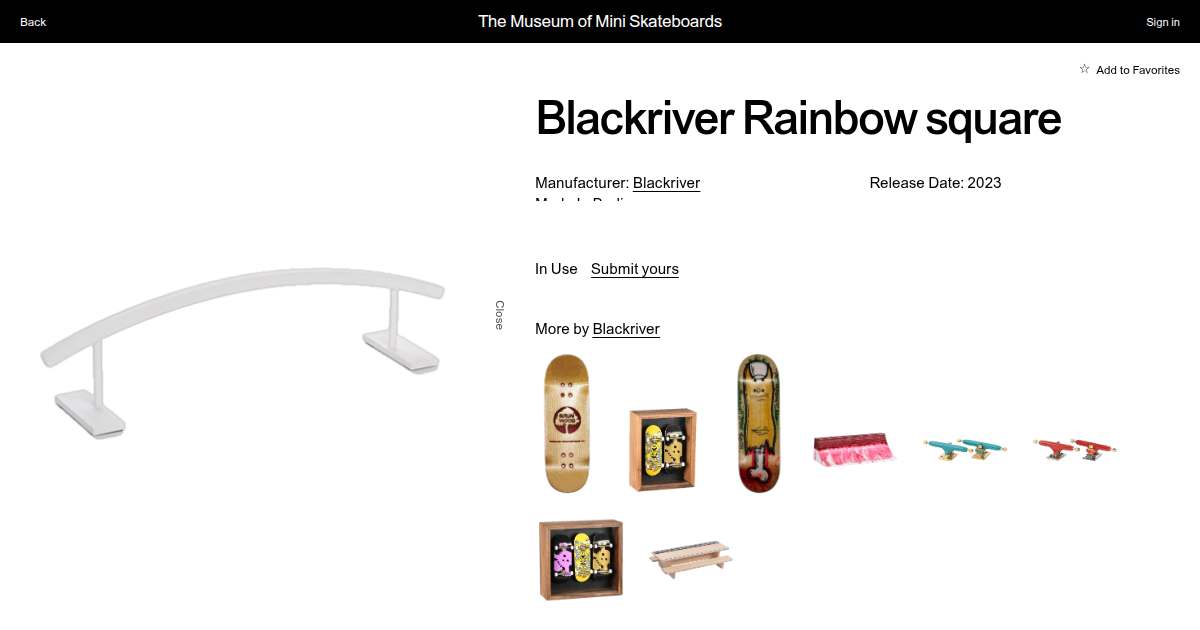 Back
The Museum of Mini Skateboards
Sign in
☆ Add to Favorites
Blackriver Rainbow square
Manufacturer: Blackriver
Release Date: 2023
In Use Submit yours
Close
More by Blackriver